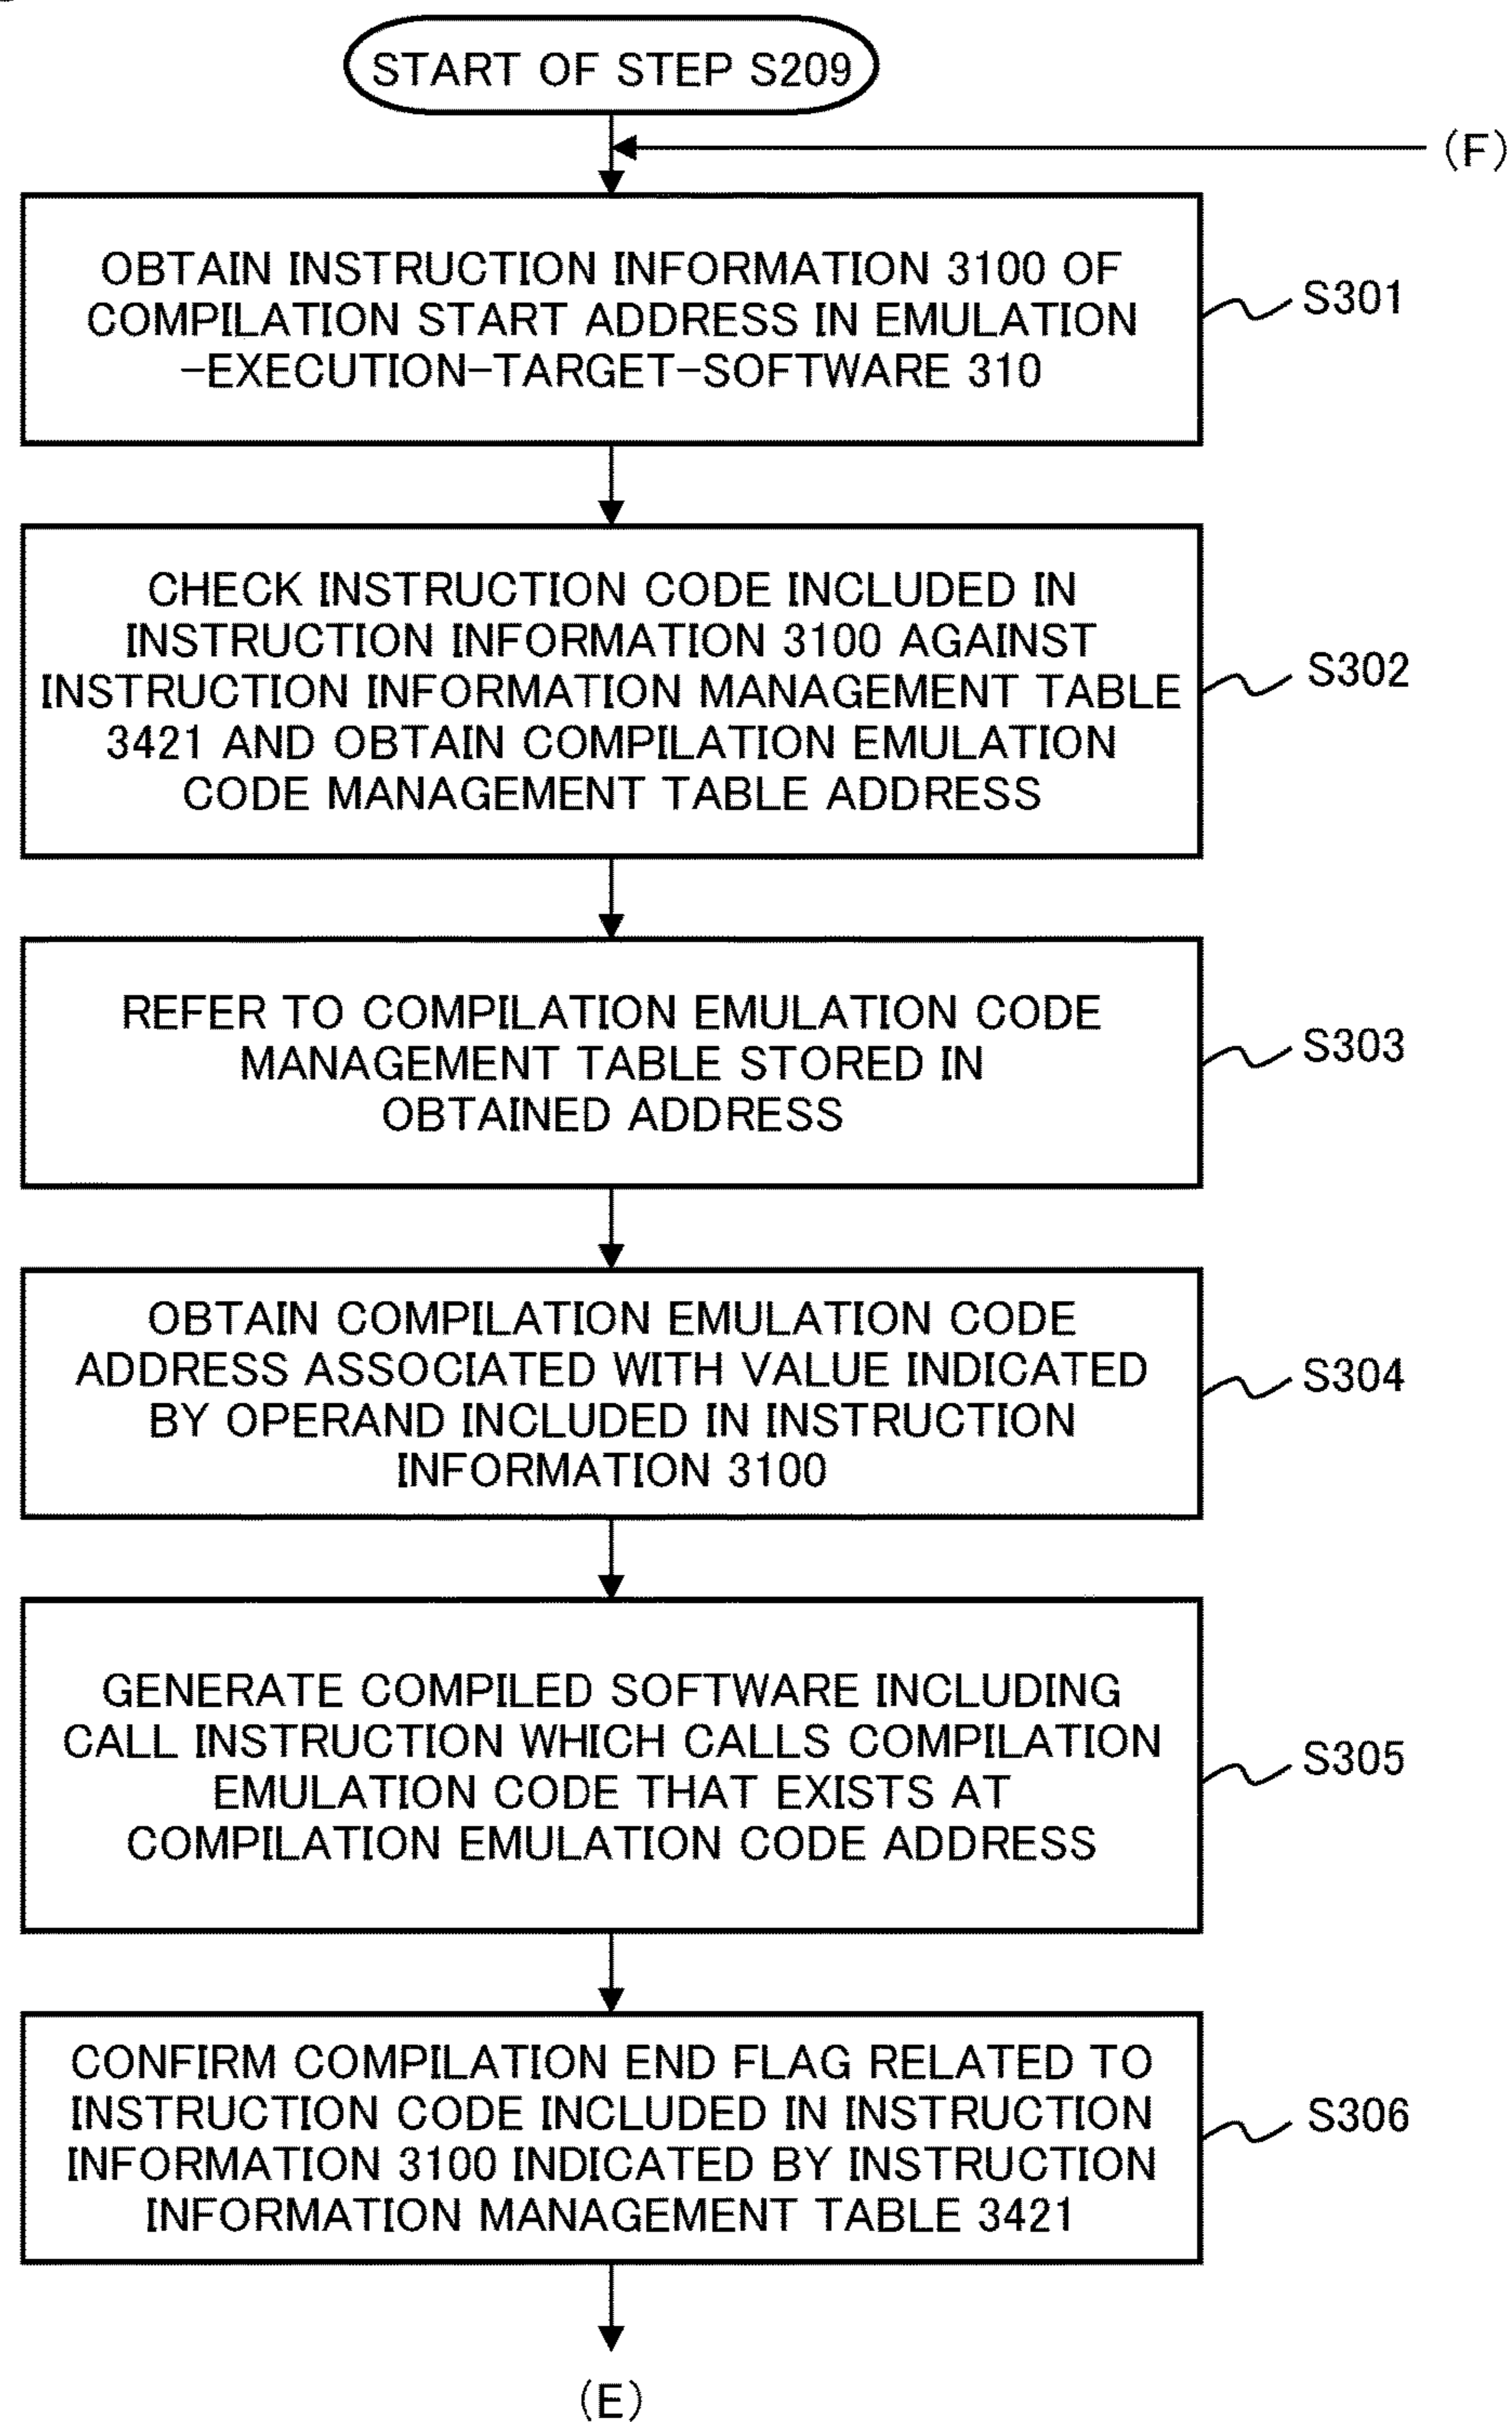 START OF STEP S209
(F)
OBTAIN INSTRUCTION INFORMATION 3100 OF
COMPILATION START ADDRESS IN EMULATION
-EXECUTION-TARGET-SOFTWARE 310
S301
CHECK INSTRUCTION CODE INCLUDED IN
INSTRUCTION INFORMATION 3100 AGAINST
INSTRUCTION INFORMATION MANAGEMENT TABLE
3421 AND OBTAIN COMPILATION EMULATION
CODE MANAGEMENT TABLE ADDRESS
S302
REFER TO COMPILATION EMULATION CODE
MANAGEMENT TABLE STORED IN
OBTAINED ADDRESS
S303
OBTAIN COMPILATION EMULATION CODE
ADDRESS ASSOCIATED WITH VALUE INDICATED
BY OPERAND INCLUDED IN INSTRUCTION
INFORMATION 3100
S304
GENERATE COMPILED SOFTWARE INCLUDING
CALL INSTRUCTION WHICH CALLS COMPILATION
EMULATION CODE THAT EXISTS AT
COMPILATION EMULATION CODE ADDRESS
S305
CONFIRM COMPILATION END FLAG RELATED TO
INSTRUCTION CODE INCLUDED IN INSTRUCTION
INFORMATION 3100 INDICATED BY INSTRUCTION
INFORMATION MANAGEMENT TABLE 3421
S306
(E)